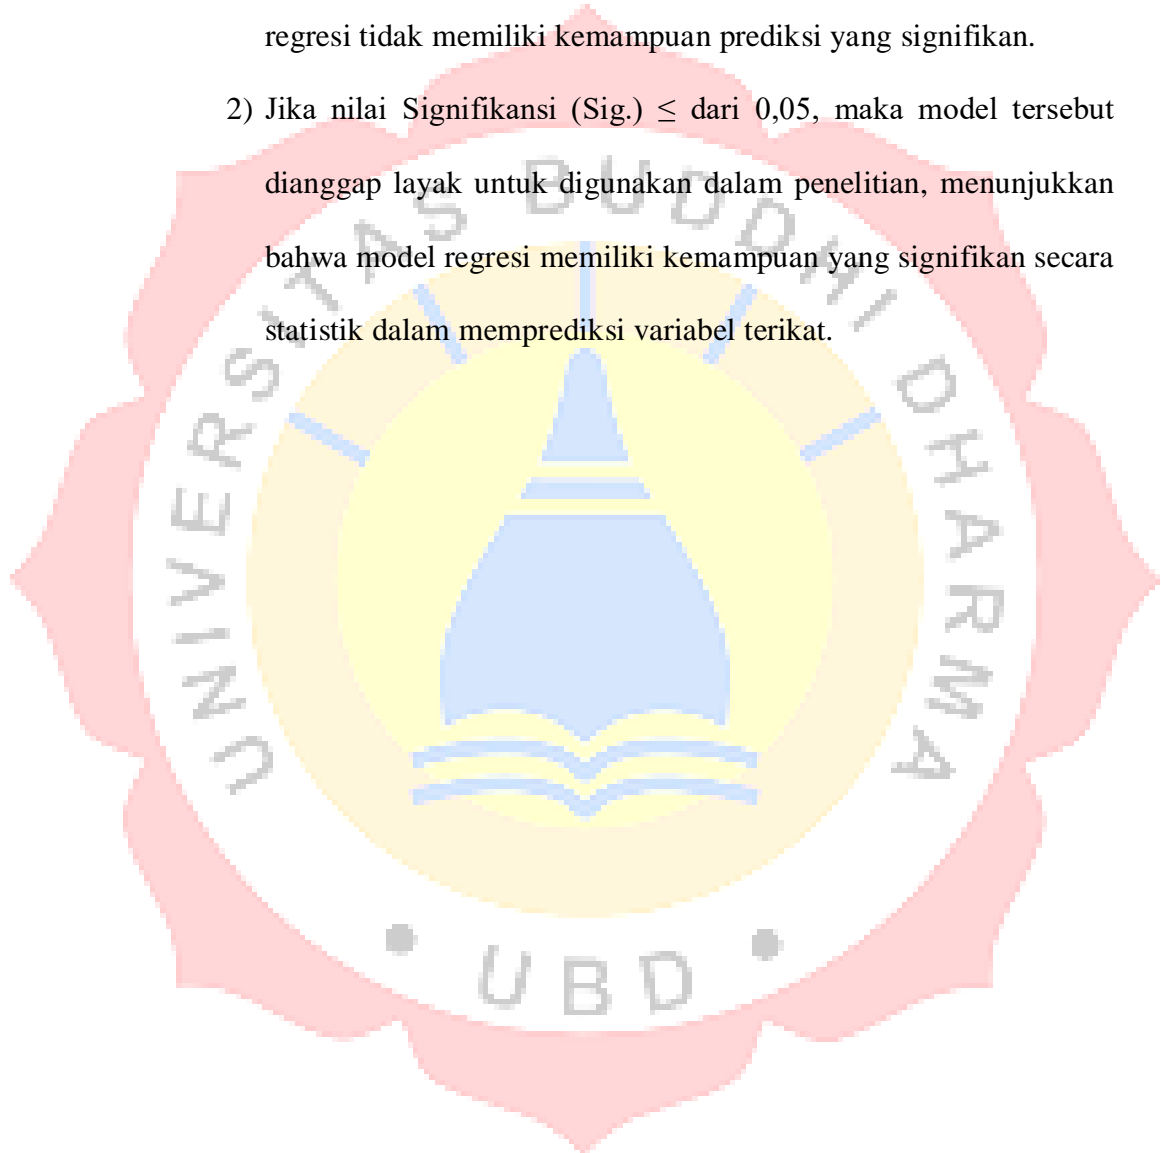 regresi tidak memiliki kemampuan prediksi yang signifikan.
2) Jika nilai Signifikansi (Sig.) ≤ dari 0,05, maka model tersebut
dianggap layak untuk digunakan dalam penelitian, menunjukkan
bahwa model regresi memiliki kemampuan yang signifikan secara
statistik dalam memprediksi variabel terikat.
UNIVERSITAS BUDDHI DHARMA
• UBD •